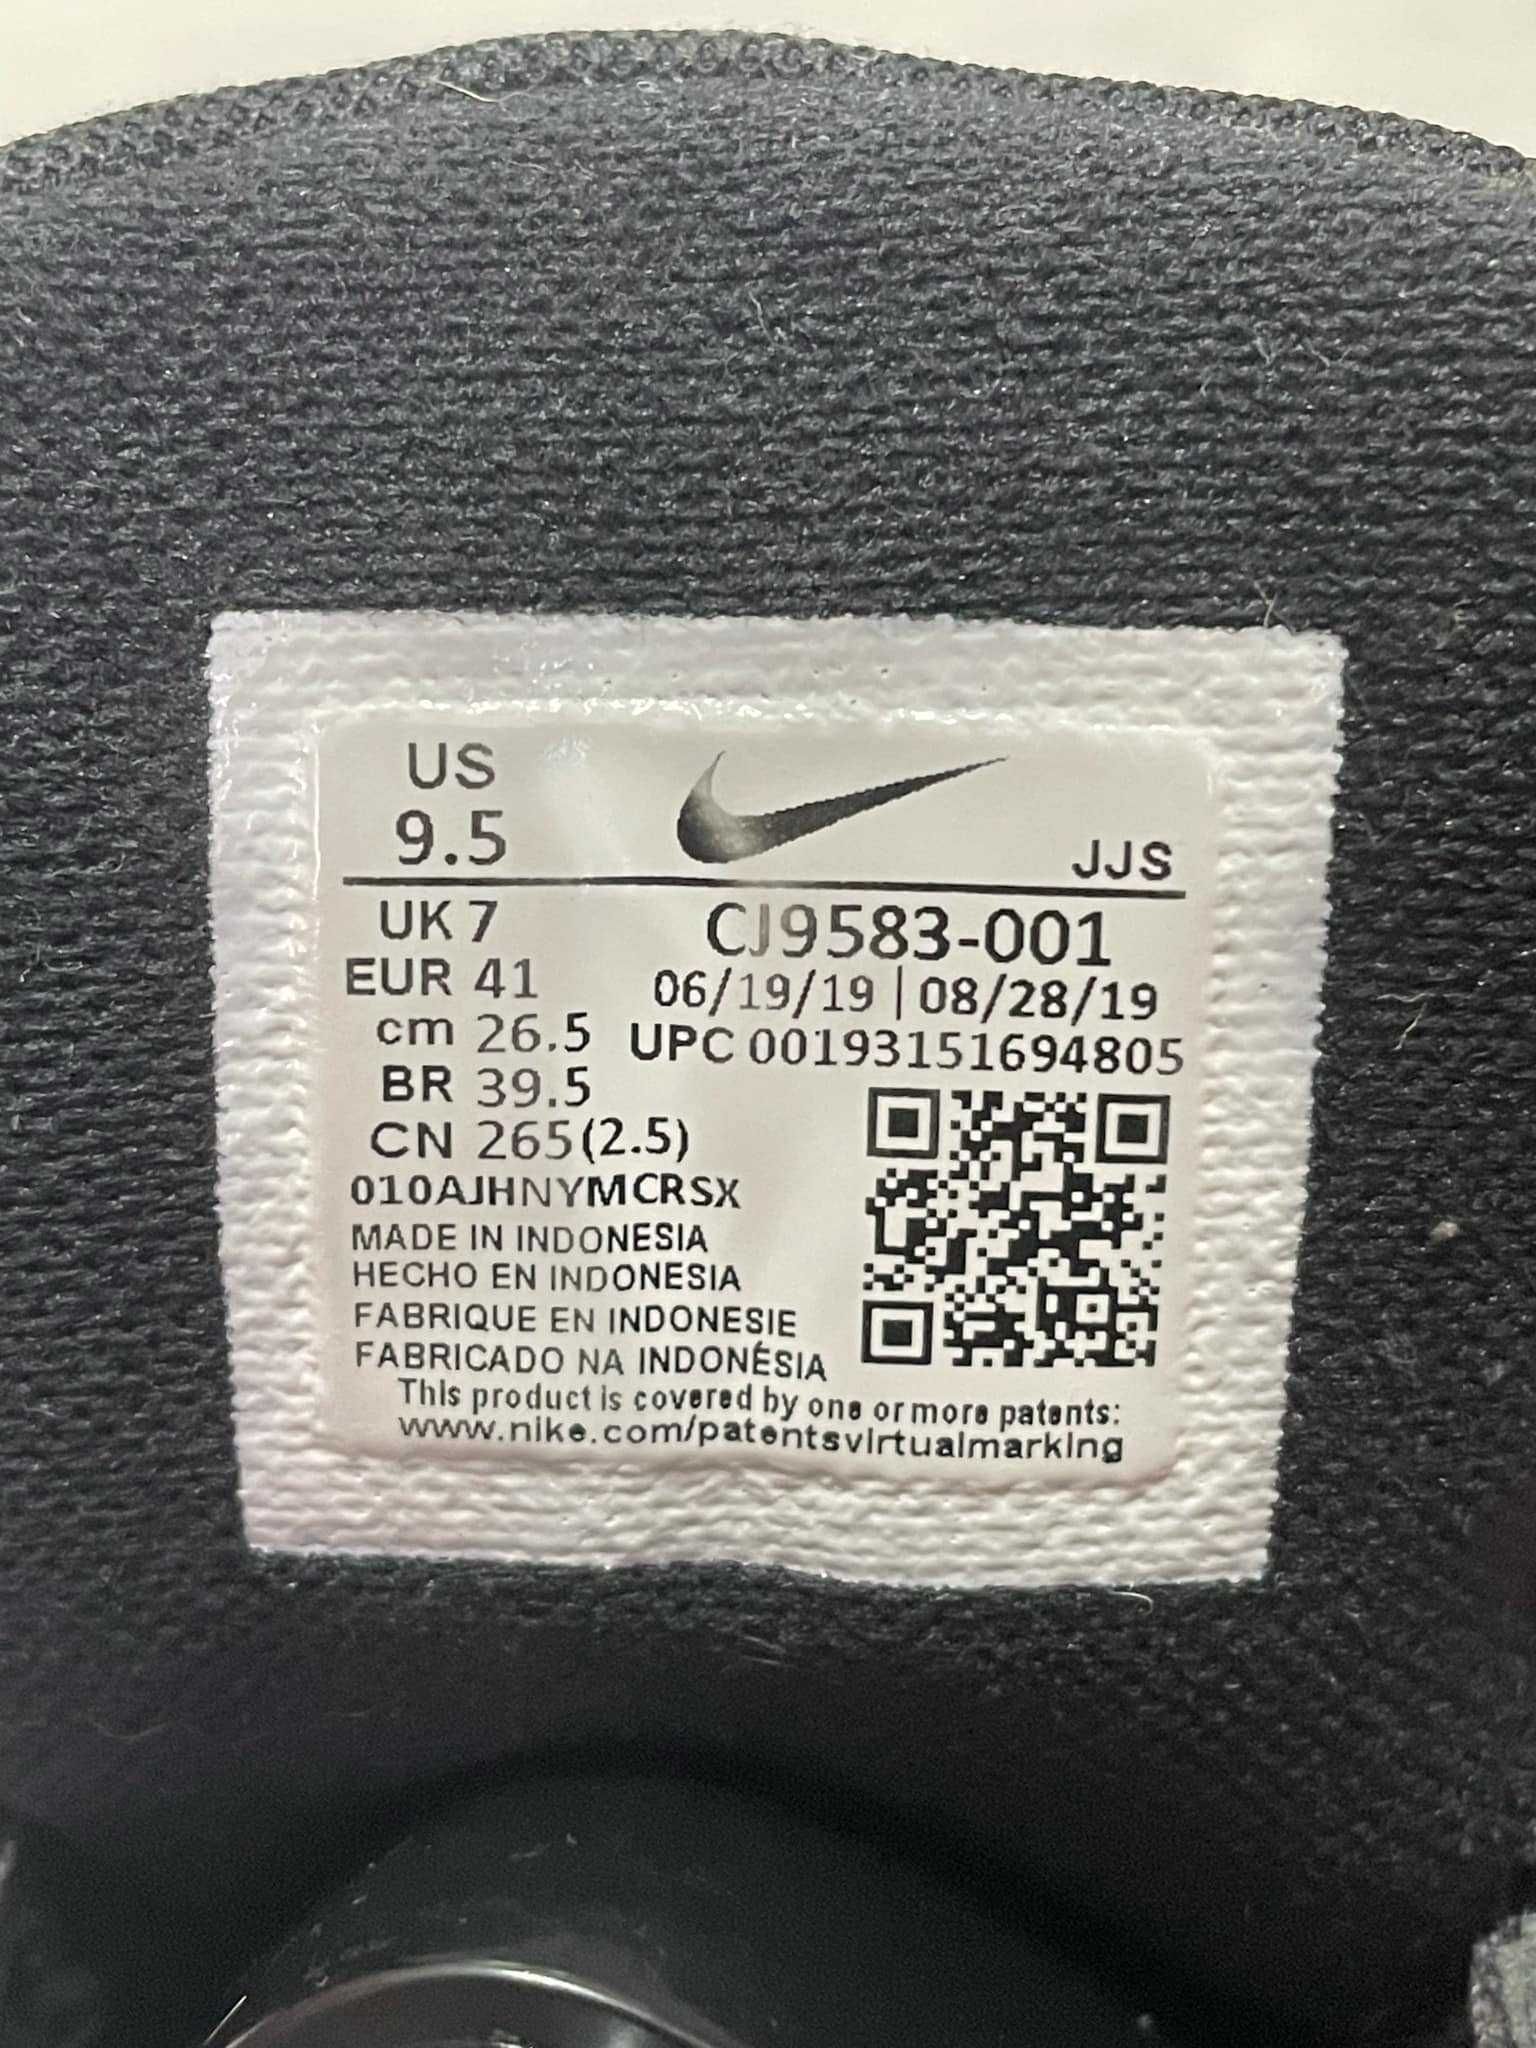 US
9.5
JJS
UK 7
CJ9583-001
EUR 41
06/19/19 | 08/28/19
cm 26.5
UPC 00193151694805
BR 39.5
CN 265 (2.5)
010AJHNYMCRSX
MADE IN INDONESIA
HECHO EN INDONESIA
FABRIQUE EN INDONESIE
FABRICADO NA INDONÉSIA
This product is covered by one or more patents:
www.nike.com/patentsvirtualmarking